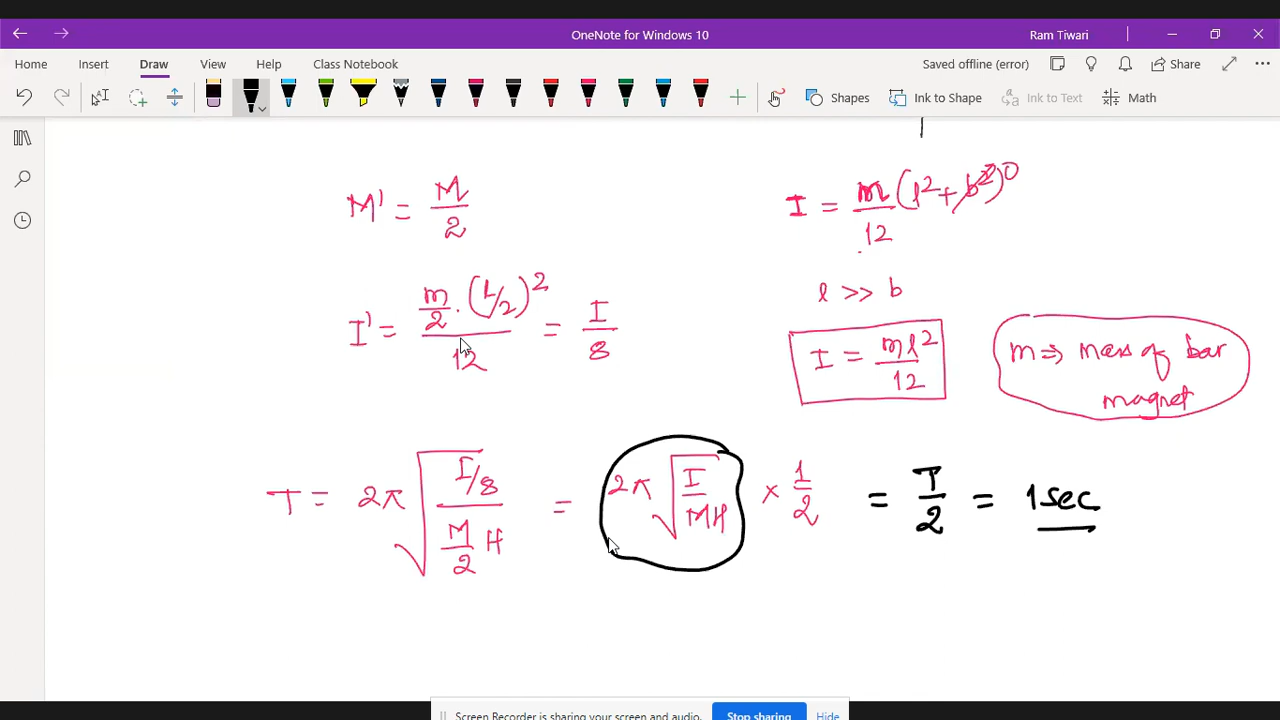 OneNote for Windows 10
Ram Tiwari
Home Insert Draw View Help Class Notebook
Saved offline (error) Share
Shapes Ink to Shape Ink to Text Math
M' = M/2
I = m/12 (l² + b²)⁰
I' = (m/2 · (L/2)²)/12 = I/8
l >> b
I = ml²/12
m ⇒ mass of bar
magnet
T = 2π √((I/8)/(M/2 H)) = 2π √(I/MH) × 1/2 = T/2 = 1 sec
Screen Recorder is sharing your screen and audio. Stop sharing Hide